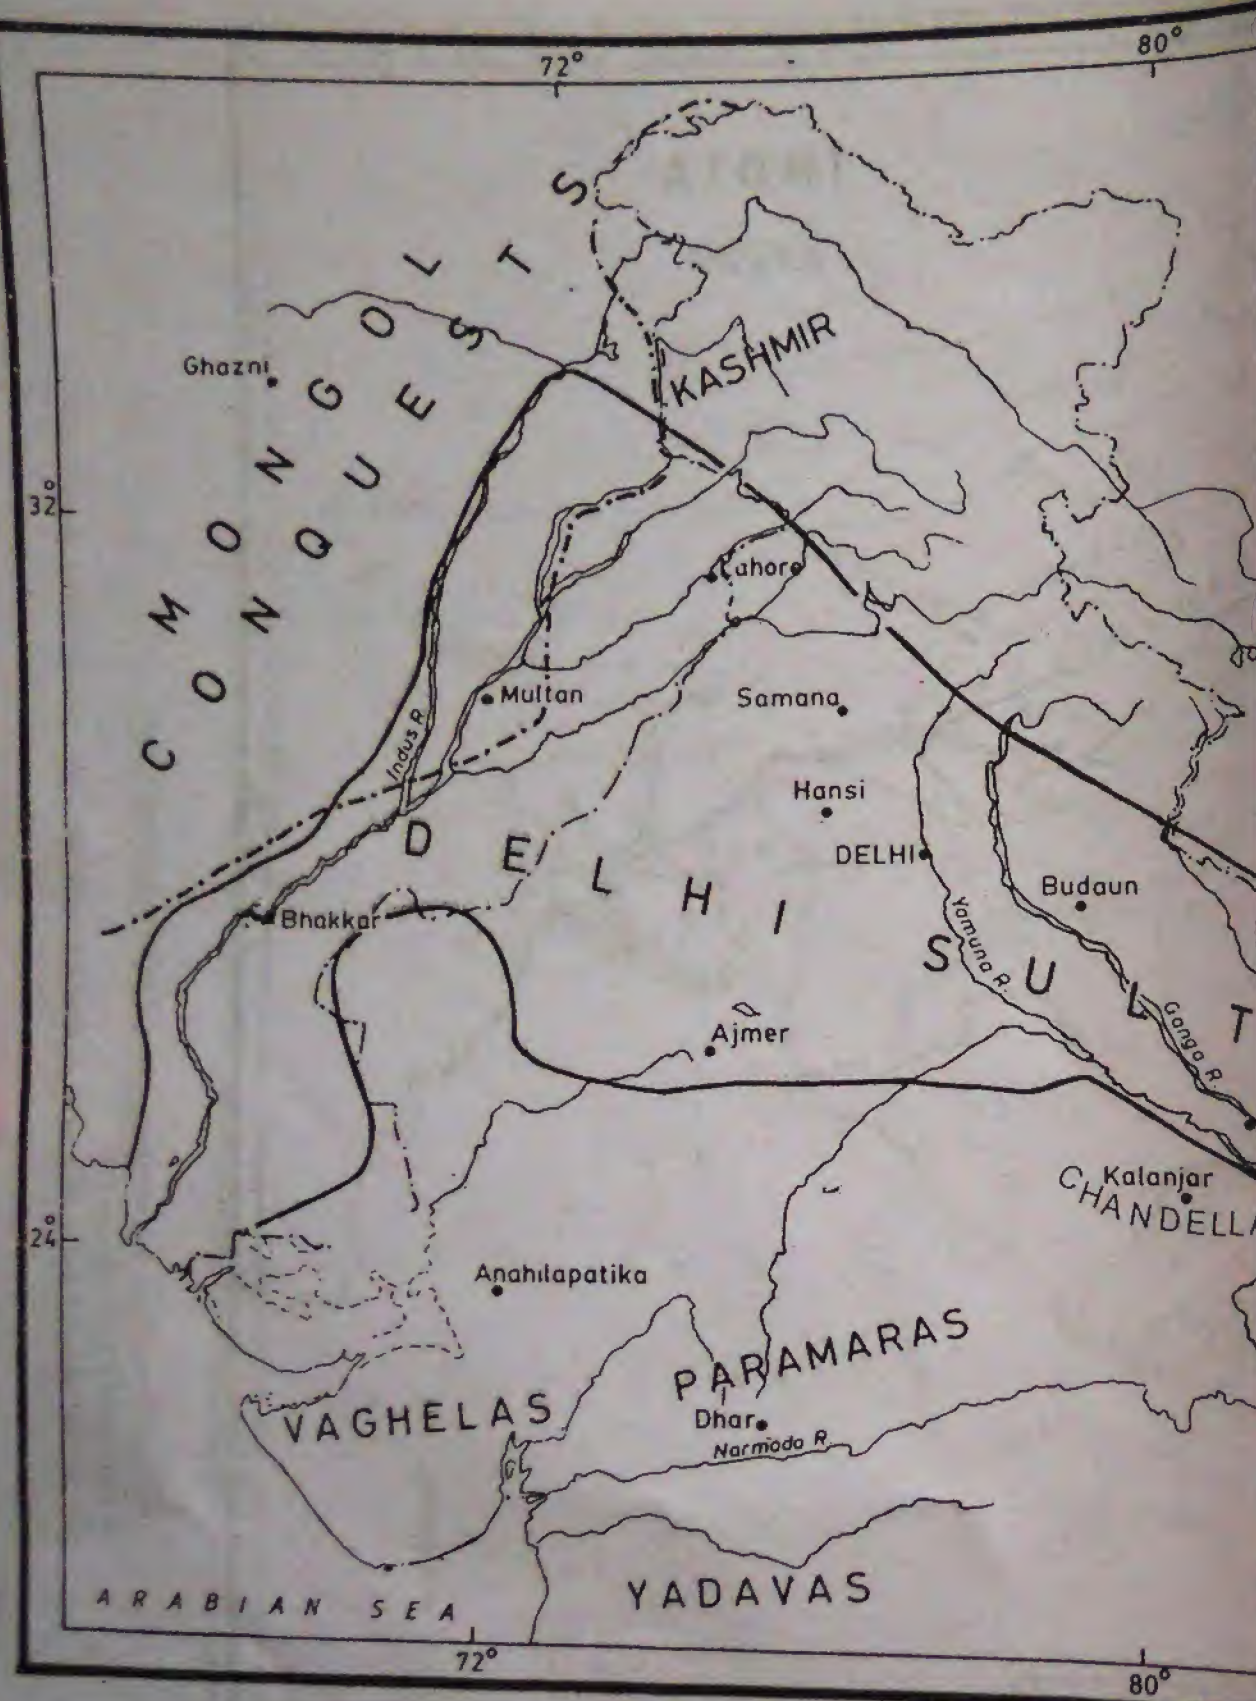 72°
80°
MONGOL
CONQUESTS
Ghazni
KASHMIR
32°
Lahore
Multan
Samana
Indus R.
Hansi
DELHI
DELHI SULT
Budaun
Bhakkar
Yamuna R.
Ganga R.
Ajmer
Kalanjar
CHANDELLA
24°
Anahilapatika
PARAMARAS
VAGHELAS
Dhar
Narmada R.
YADAVAS
ARABIAN SEA
72°
80°